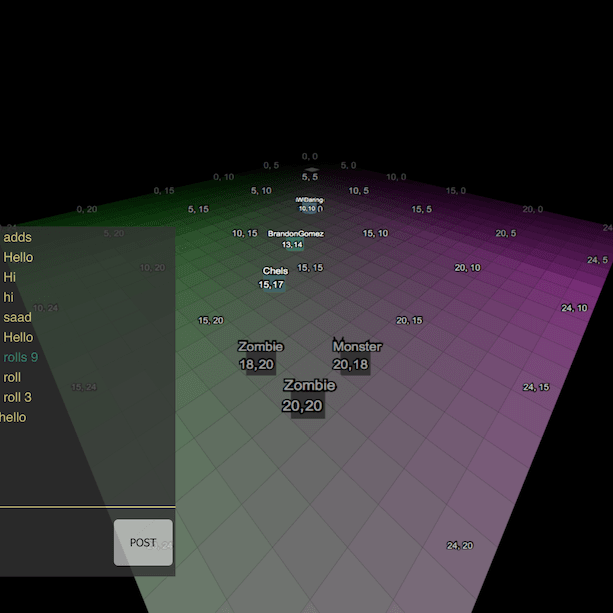 0, 0
0, 5
5, 0
5, 5
0, 10
10, 0
0, 15
5, 10
10, 5
15, 0
10,10
0, 20
5, 15
15, 5
20, 0
24
5, 20
10, 15
BrandonGomez
13,14
15, 10
20, 5
24, 5
10, 20
Chels
15,17
15, 15
20, 10
10, 24
15, 20
20, 15
24, 10
Zombie
18,20
Monster
20,18
15, 24
Zombie
20,20
24, 15
24, 20
adds
Hello
Hi
hi
saad
Hello
rolls 9
roll
roll 3
hello
POST